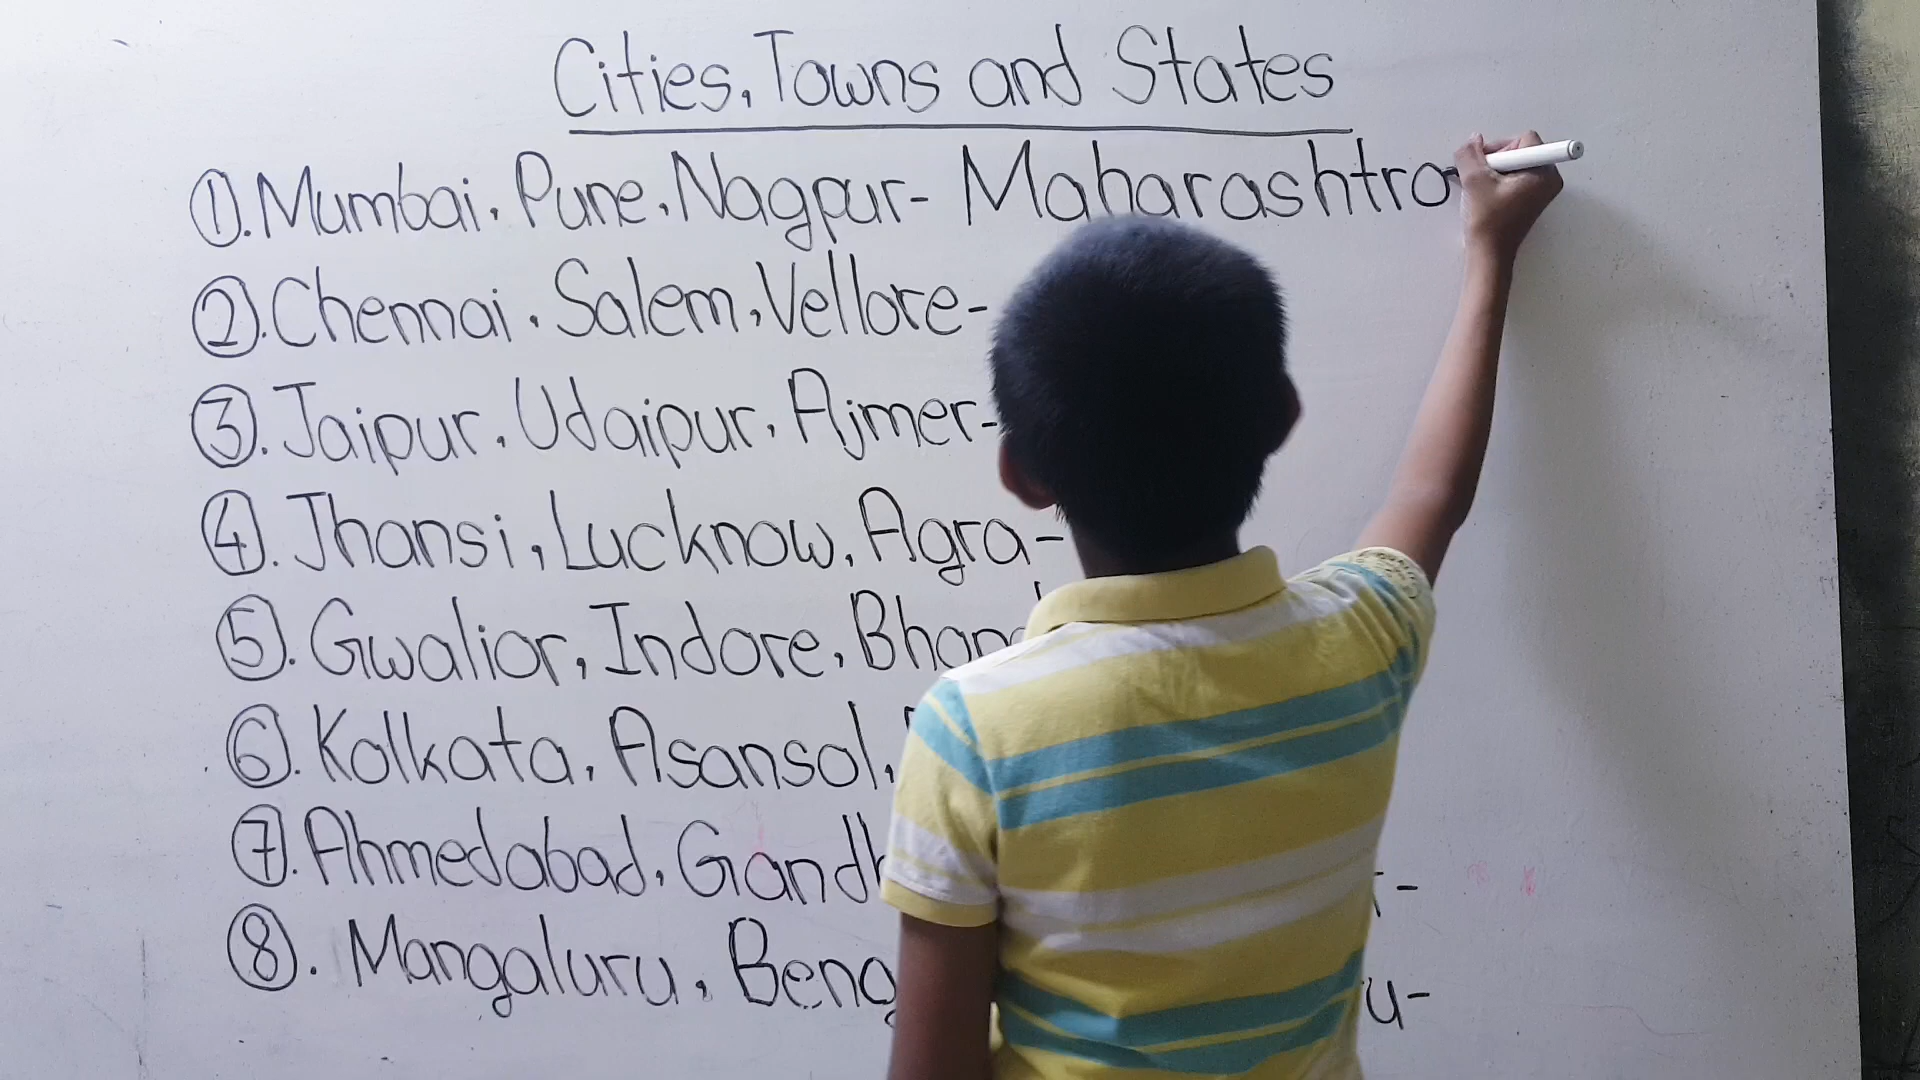 Cities, Towns and States
①. Mumbai, Pune, Nagpur- Maharashtra
②. Chennai, Salem, Vellore-
③. Jaipur, Udaipur, Ajmer-
④. Jhansi, Lucknow, Agra-
⑤. Gwalior, Indore,
⑥. Kolkata, Asansol,
⑦. Ahmedabad,
⑧. Mangaluru,